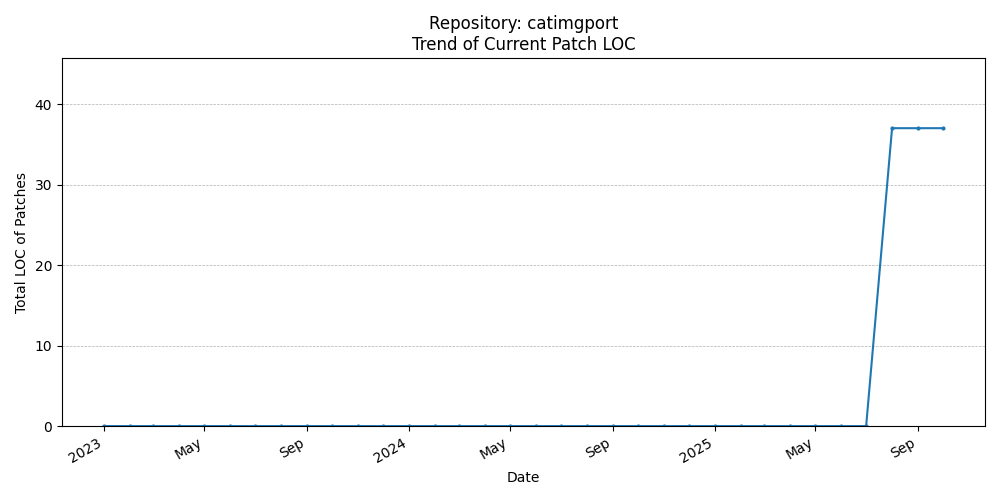 Repository: catimgport
Trend of Current Patch LOC
Total LOC of Patches
40
30
20
10
0
2023
May
Sep
2024
May
Sep
2025
May
Sep
Date